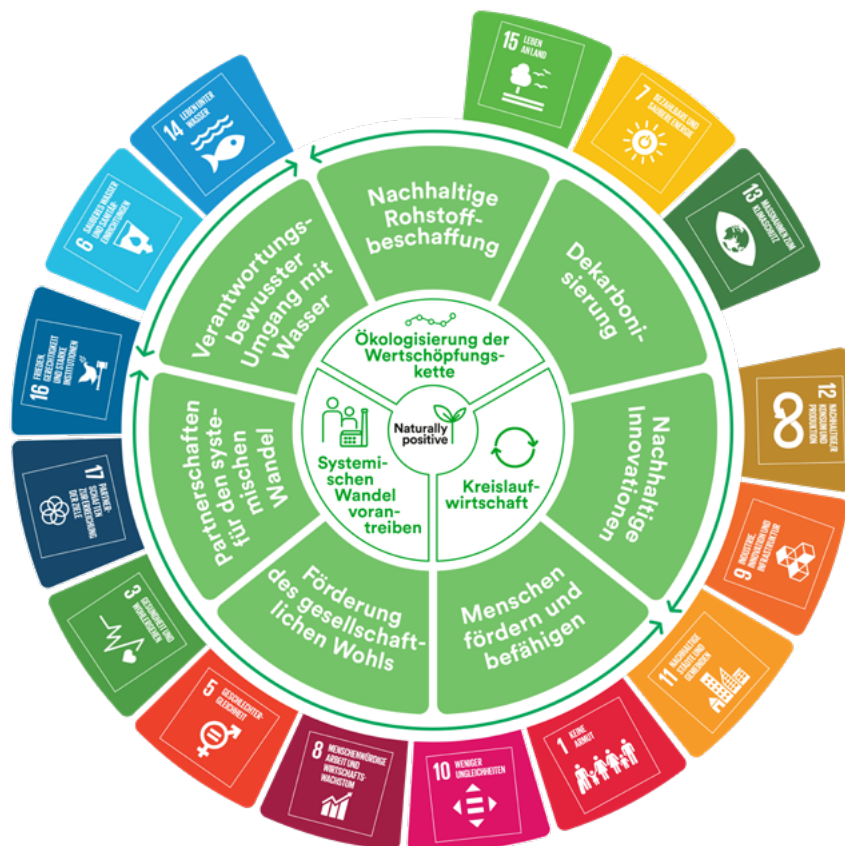 15 LEBEN
AN LAND
7 BEZAHLBARE UND
SAUBERE ENERGIE
13 MASSNAHMEN ZUM
KLIMASCHUTZ
12 NACHHALTIGE/R
KONSUM UND
PRODUKTION
9 INDUSTRIE,
INNOVATION UND
INFRASTRUKTUR
11 NACHHALTIGE
STÄDTE UND
GEMEINDEN
1 KEINE
ARMUT
10 WENIGER
UNGLEICHHEITEN
8 MENSCHENWÜRDIGE
ARBEIT UND
WIRTSCHAFTS-
WACHSTUM
5 GESCHLECHTER-
GLEICHHEIT
3 GESUNDHEIT UND
WOHLERGEHEN
17 PARTNER-
SCHAFTEN
ZUR ERREICHUNG
DER ZIELE
16 FRIEDEN,
GERECHTIGKEIT
UND STARKE
INSTITUTIONEN
6 SAUBERES WASSER
UND SANITÄR-
EINRICHTUNGEN
14 LEBEN UNTER
WASSER
Nachhaltige
Rohstoff-
beschaffung
Dekarboni-
sierung
Nachhaltige
Innovationen
Menschen
fördern und
befähigen
Förderung
des gesellschaft-
lichen Wohls
Partnerschaften
für den syste-
mischen
Wandel
Verantwortungs-
bewusster
Umgang mit
Wasser
Ökologisierung der
Wertschöpfungs-
kette
Kreislauf-
wirtschaft
Systemi-
schen
Wandel
voran-
treiben
Naturally
positive